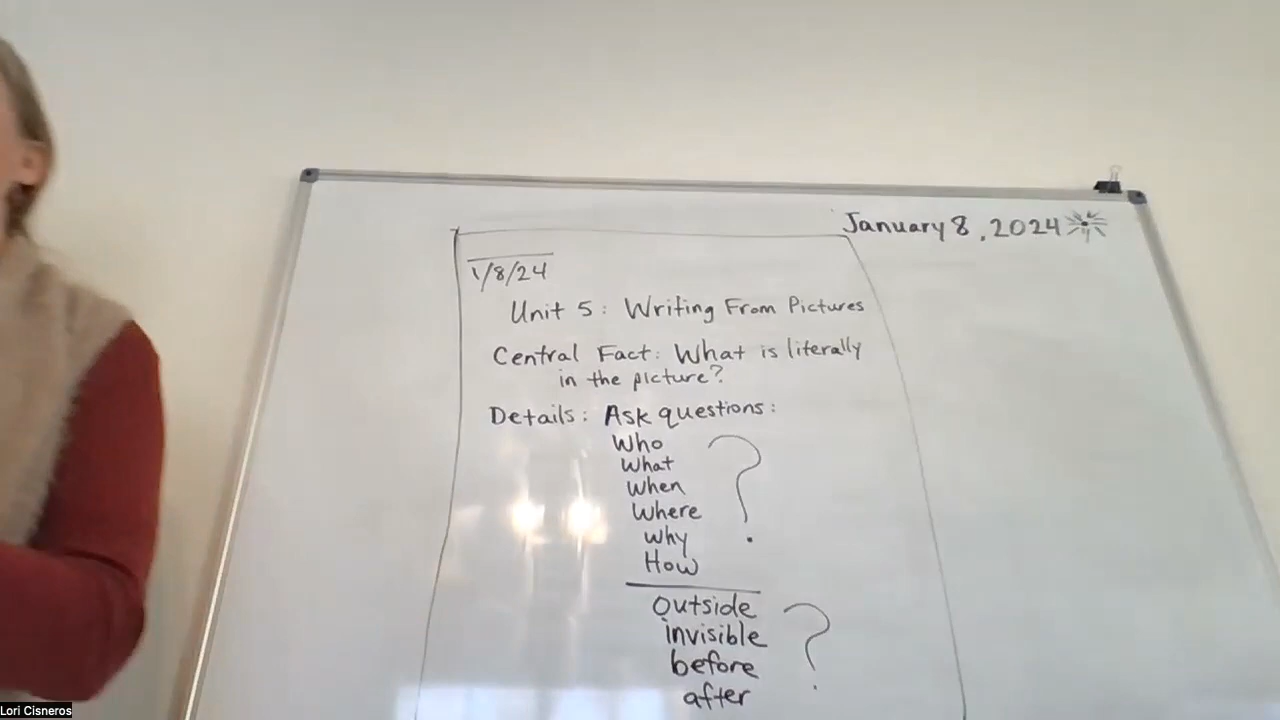 January 8, 2024
1/8/24
Unit 5: Writing From Pictures
Central Fact: What is literally
in the picture?
Details: Ask questions:
Who
What
When
Where
Why
How
?
outside
invisible
before
after
?
Lori Cisneros